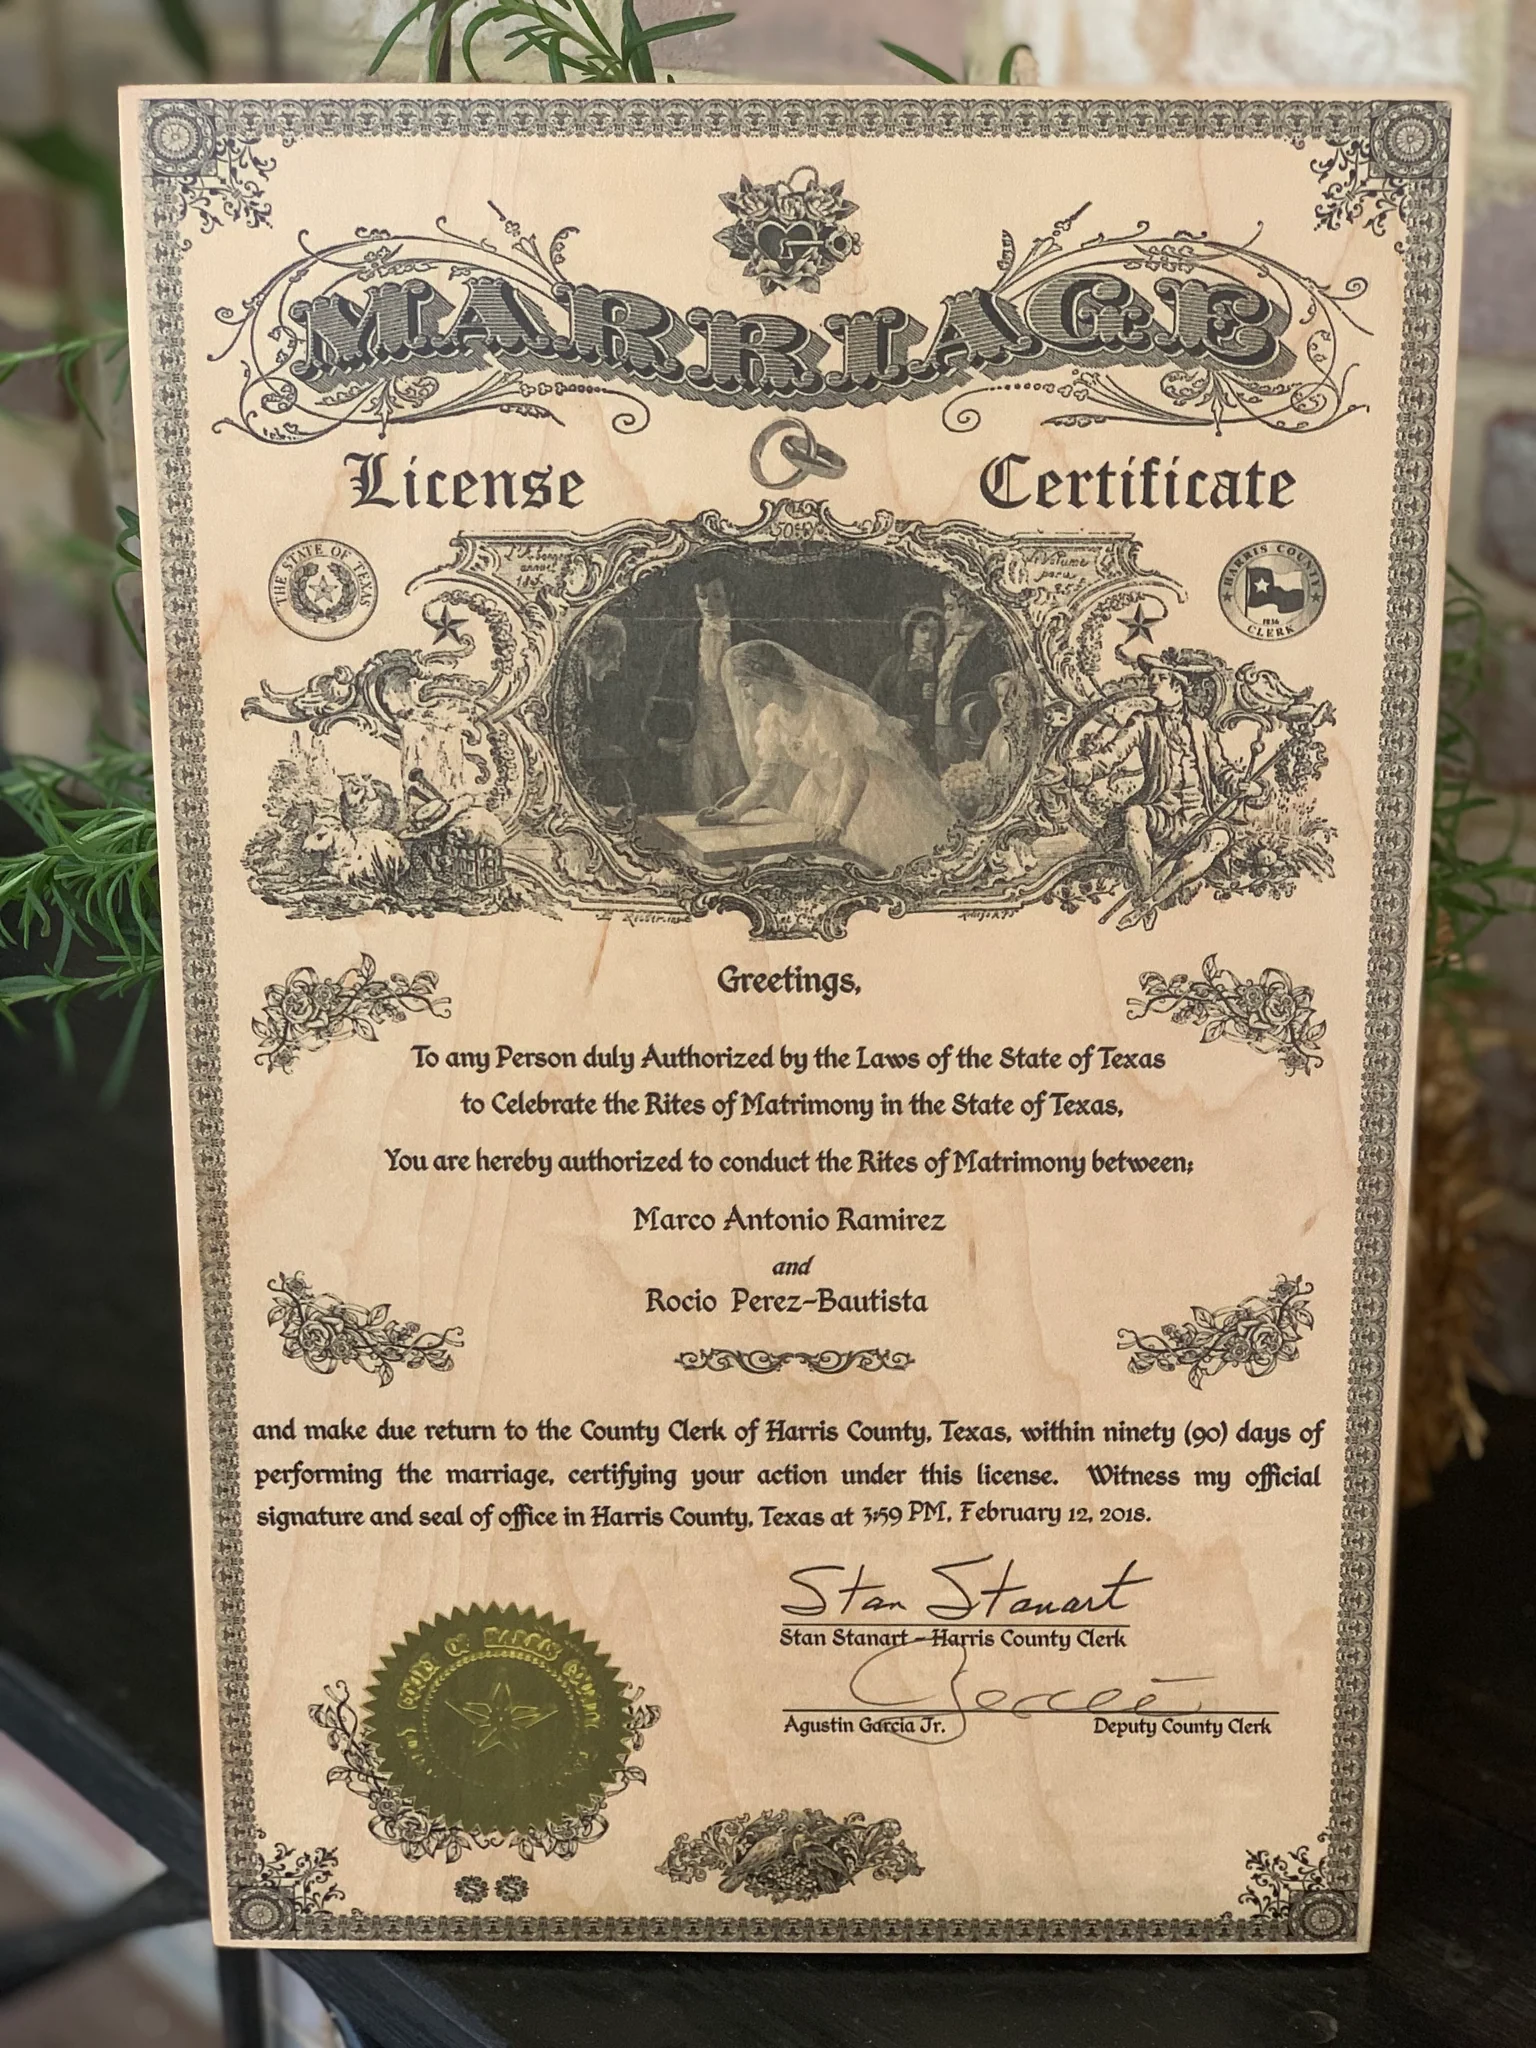 MARRIAGE
License Certificate
THE STATE OF TEXAS
HARRIS COUNTY
1836
CLERK
Greetings,
To any Person duly Authorized by the Laws of the State of Texas
to Celebrate the Rites of Matrimony in the State of Texas,
You are hereby authorized to conduct the Rites of Matrimony between;
Marco Antonio Ramirez
and
Rocio Perez-Bautista
and make due return to the County Clerk of Harris County, Texas, within ninety (90) days of
performing the marriage, certifying your action under this license. Witness my official
signature and seal of office in Harris County, Texas at 3:59 PM, February 12, 2018.
Stan Stanart
Stan Stanart - Harris County Clerk
Agustin Garcia Jr. Deputy County Clerk
OF HARRIS COUNTY